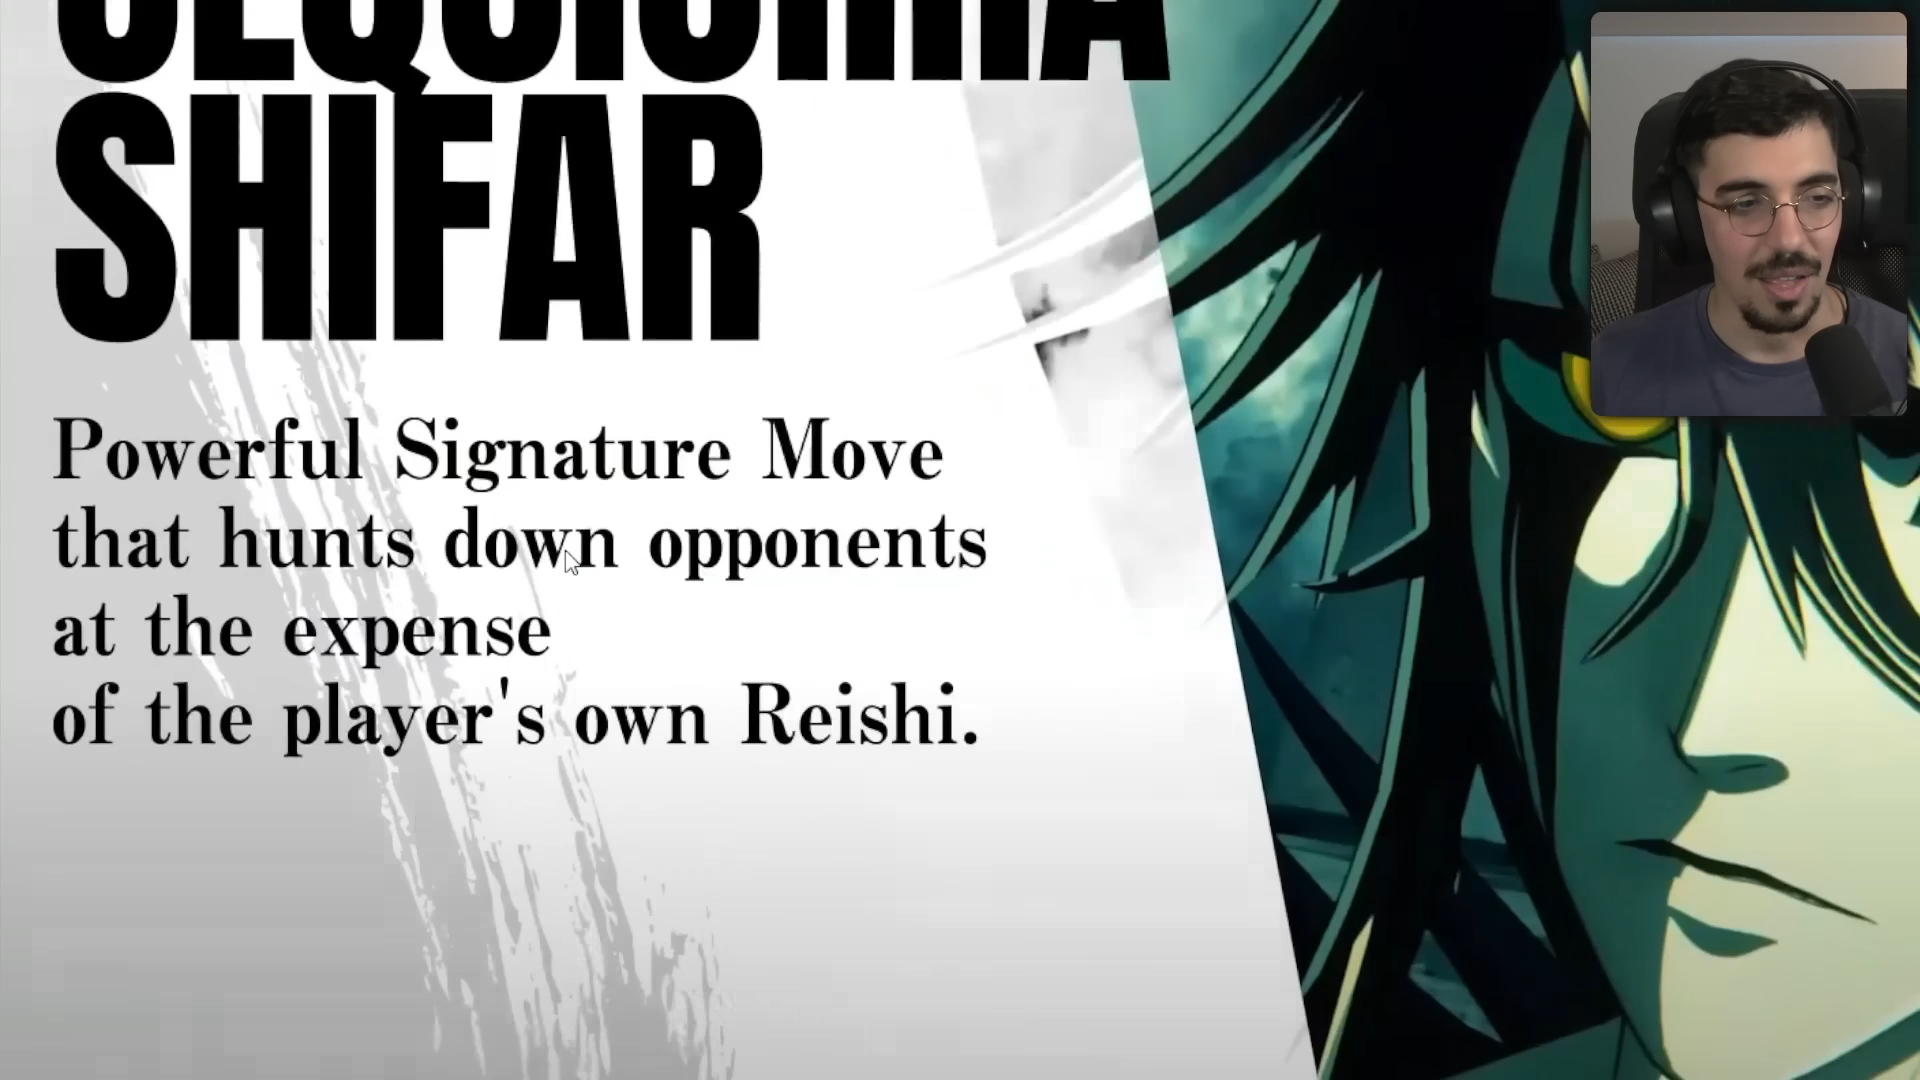 SHIFAR
Powerful Signature Move
that hunts down opponents
at the expense
of the player's own Reishi.